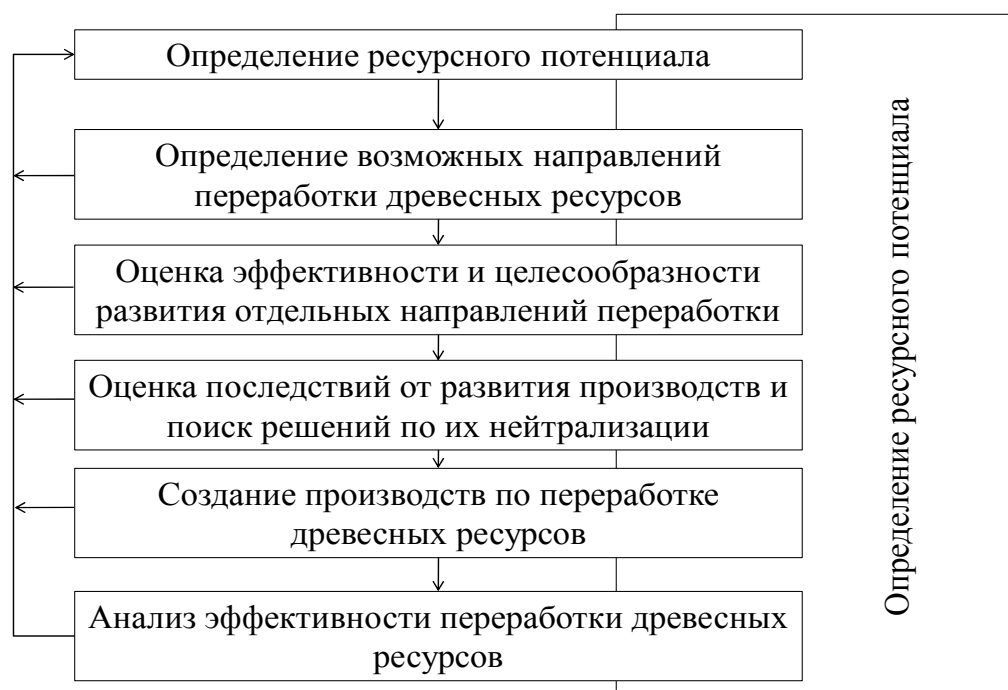 Определение ресурсного потенциала
Определение возможных направлений
переработки древесных ресурсов
Оценка эффективности и целесообразности
развития отдельных направлений переработки
Оценка последствий от развития производств и
поиск решений по их нейтрализации
Создание производств по переработке
древесных ресурсов
Анализ эффективности переработки древесных
ресурсов
Определение ресурсного потенциала